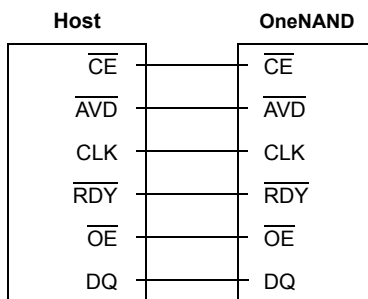 Host OneNAND
CE CE
AVD AVD
CLK CLK
RDY RDY
OE OE
DQ DQ